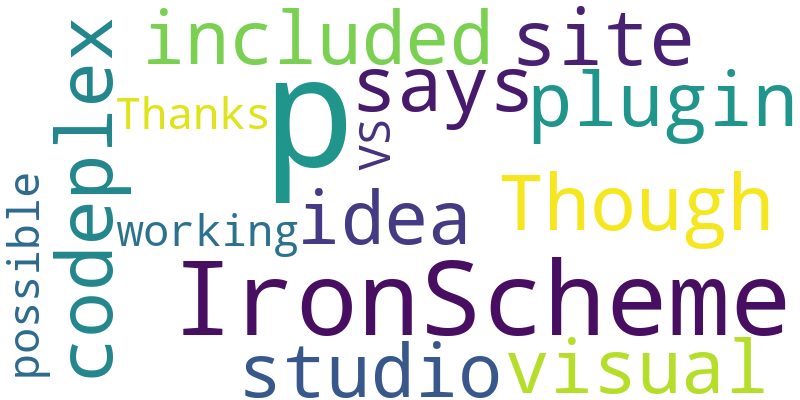 included
site
codeplex
p
says
plugin
Thanks
vs
possible
working
idea
Though
IronScheme
studio
visual